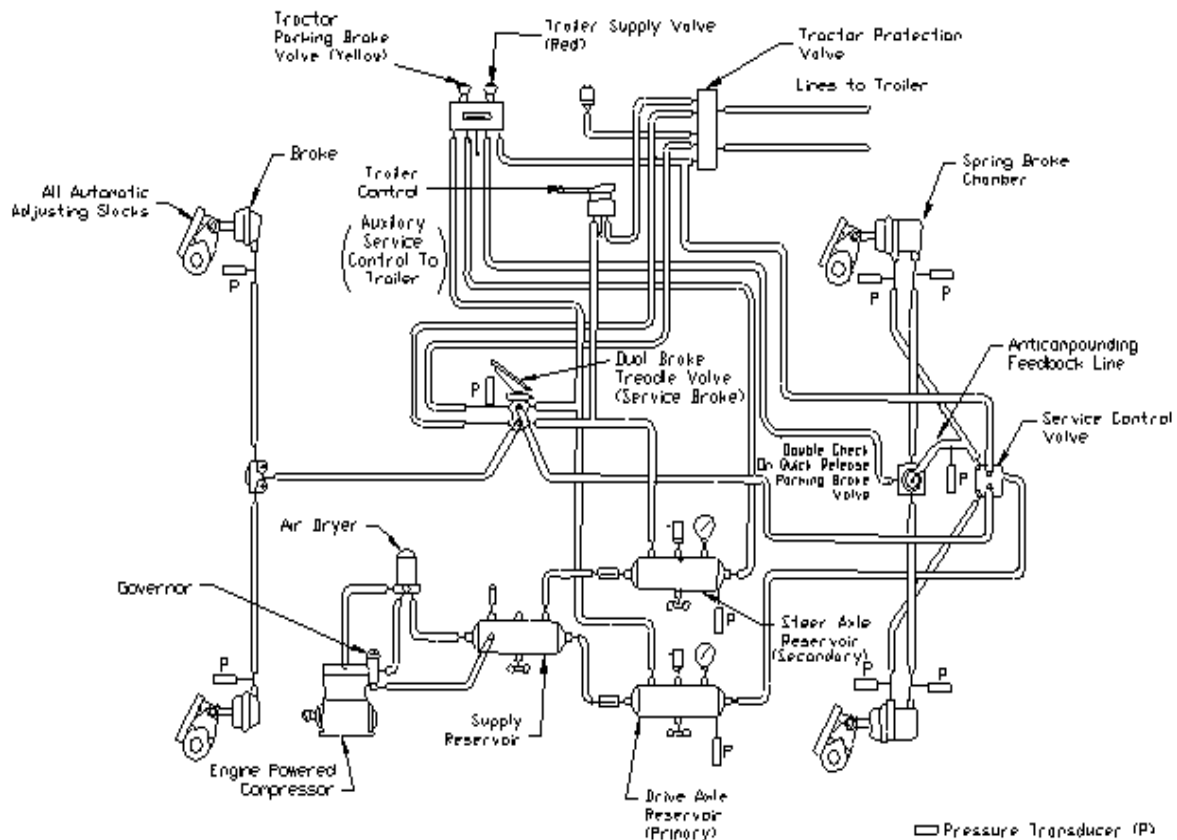 Tractor
Parking Brake
Valve (Yellow)
Trailer Supply Valve
(Red)
Tractor Protection
Valve
Lines to Trailer
Brake
All Automatic
Adjusting Slacks
Trailer
Control
(Auxilary
Service
Control To
Trailer)
Spring Brake
Chamber
P
P
P
Anticompounding
Feedback Line
Dual Brake
Treadle Valve
(Service Brake)
P
Service Control
Valve
Double Check
On Quick Release
Parking Brake
Valve
P
Air Dryer
Governor
Steer Axle
Reservoir
(Secondary)
P
P
P
P
Supply
Reservoir
P
Engine Powered
Compressor
Drive Axle
Reservoir
(Primary)
Pressure Transducer (P)